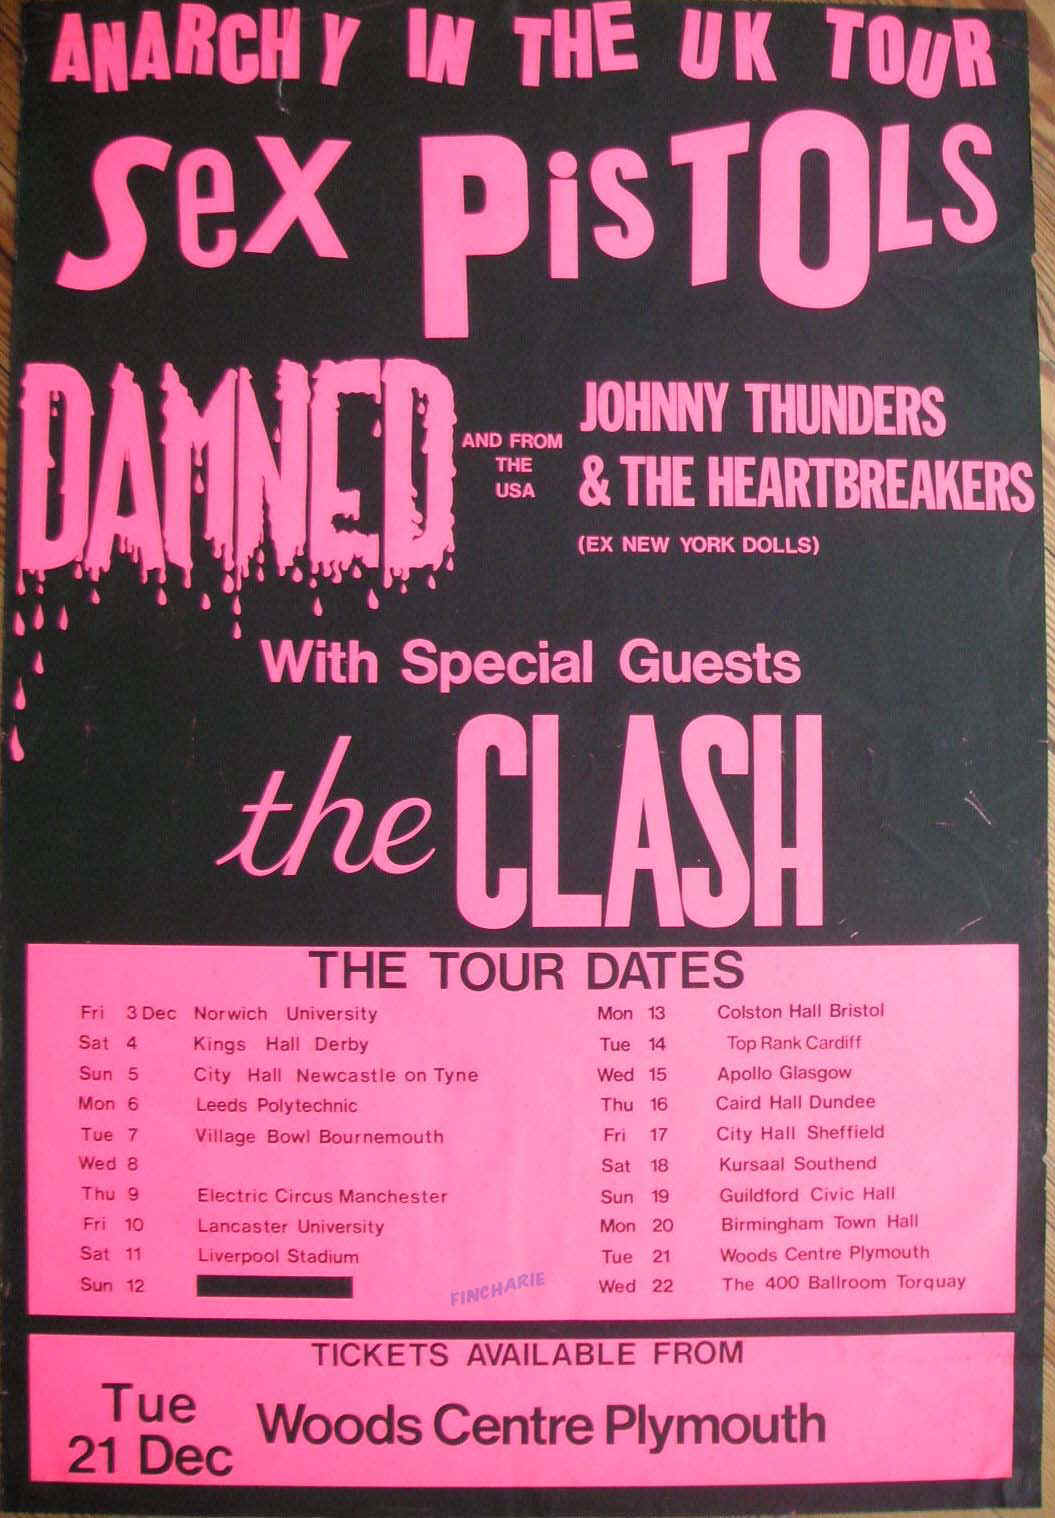 ANARCHY IN THE UK TOUR
Sex PiSTOLS
DAMNED
AND FROM
THE
USA
JOHNNY THUNDERS
& THE HEARTBREAKERS
(EX NEW YORK DOLLS)
With Special Guests
the CLASH
THE TOUR DATES
Fri 3 Dec Norwich University
Sat 4 Kings Hall Derby
Sun 5 City Hall Newcastle on Tyne
Mon 6 Leeds Polytechnic
Tue 7 Village Bowl Bournemouth
Wed 8
Thu 9 Electric Circus Manchester
Fri 10 Lancaster University
Sat 11 Liverpool Stadium
Sun 12
Mon 13 Colston Hall Bristol
Tue 14 Top Rank Cardiff
Wed 15 Apollo Glasgow
Thu 16 Caird Hall Dundee
Fri 17 City Hall Sheffield
Sat 18 Kursaal Southend
Sun 19 Guildford Civic Hall
Mon 20 Birmingham Town Hall
Tue 21 Woods Centre Plymouth
Wed 22 The 400 Ballroom Torquay
FINCHARIE
TICKETS AVAILABLE FROM
Tue
21 Dec
Woods Centre Plymouth